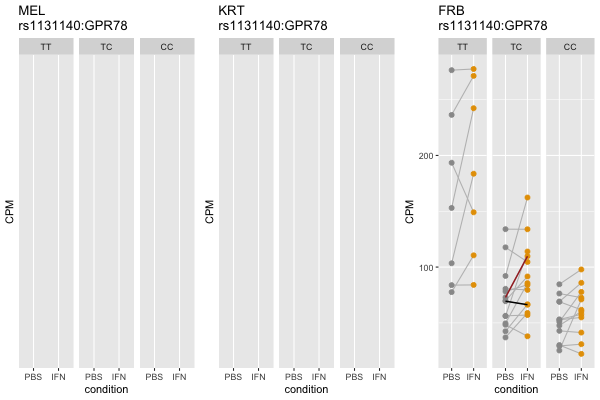 MEL
rs1131140:GPR78
TT TC CC
CPM
PBS IFN PBS IFN PBS IFN
condition
KRT
rs1131140:GPR78
TT TC CC
CPM
PBS IFN PBS IFN PBS IFN
condition
FRB
rs1131140:GPR78
TT TC CC
200
100
CPM
PBS IFN PBS IFN PBS IFN
condition